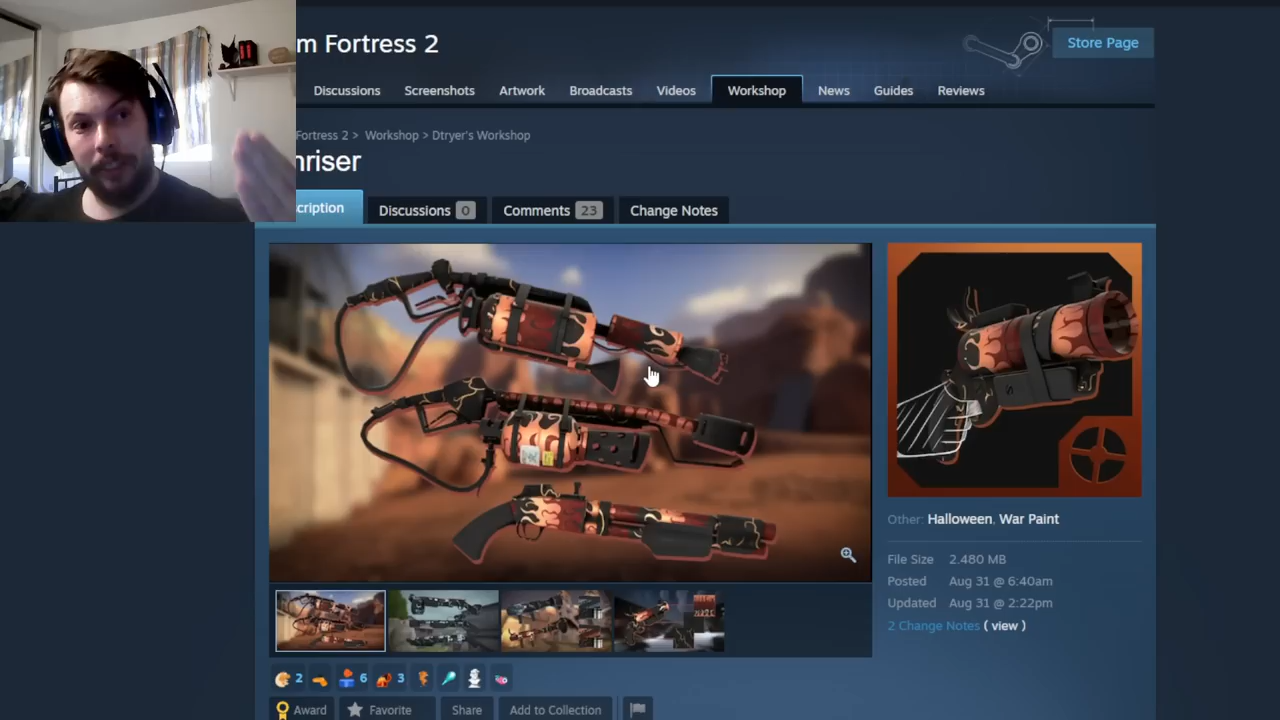 m Fortress 2
Store Page
Discussions Screenshots Artwork Broadcasts Videos Workshop News Guides Reviews
Fortress 2 > Workshop > Dtryer's Workshop
nriser
cription Discussions 0 Comments 23 Change Notes
Other: Halloween, War Paint
File Size 2.480 MB
Posted Aug 31 @ 6:40am
Updated Aug 31 @ 2:22pm
2 Change Notes ( view )
2 6 3
Award Favorite Share Add to Collection